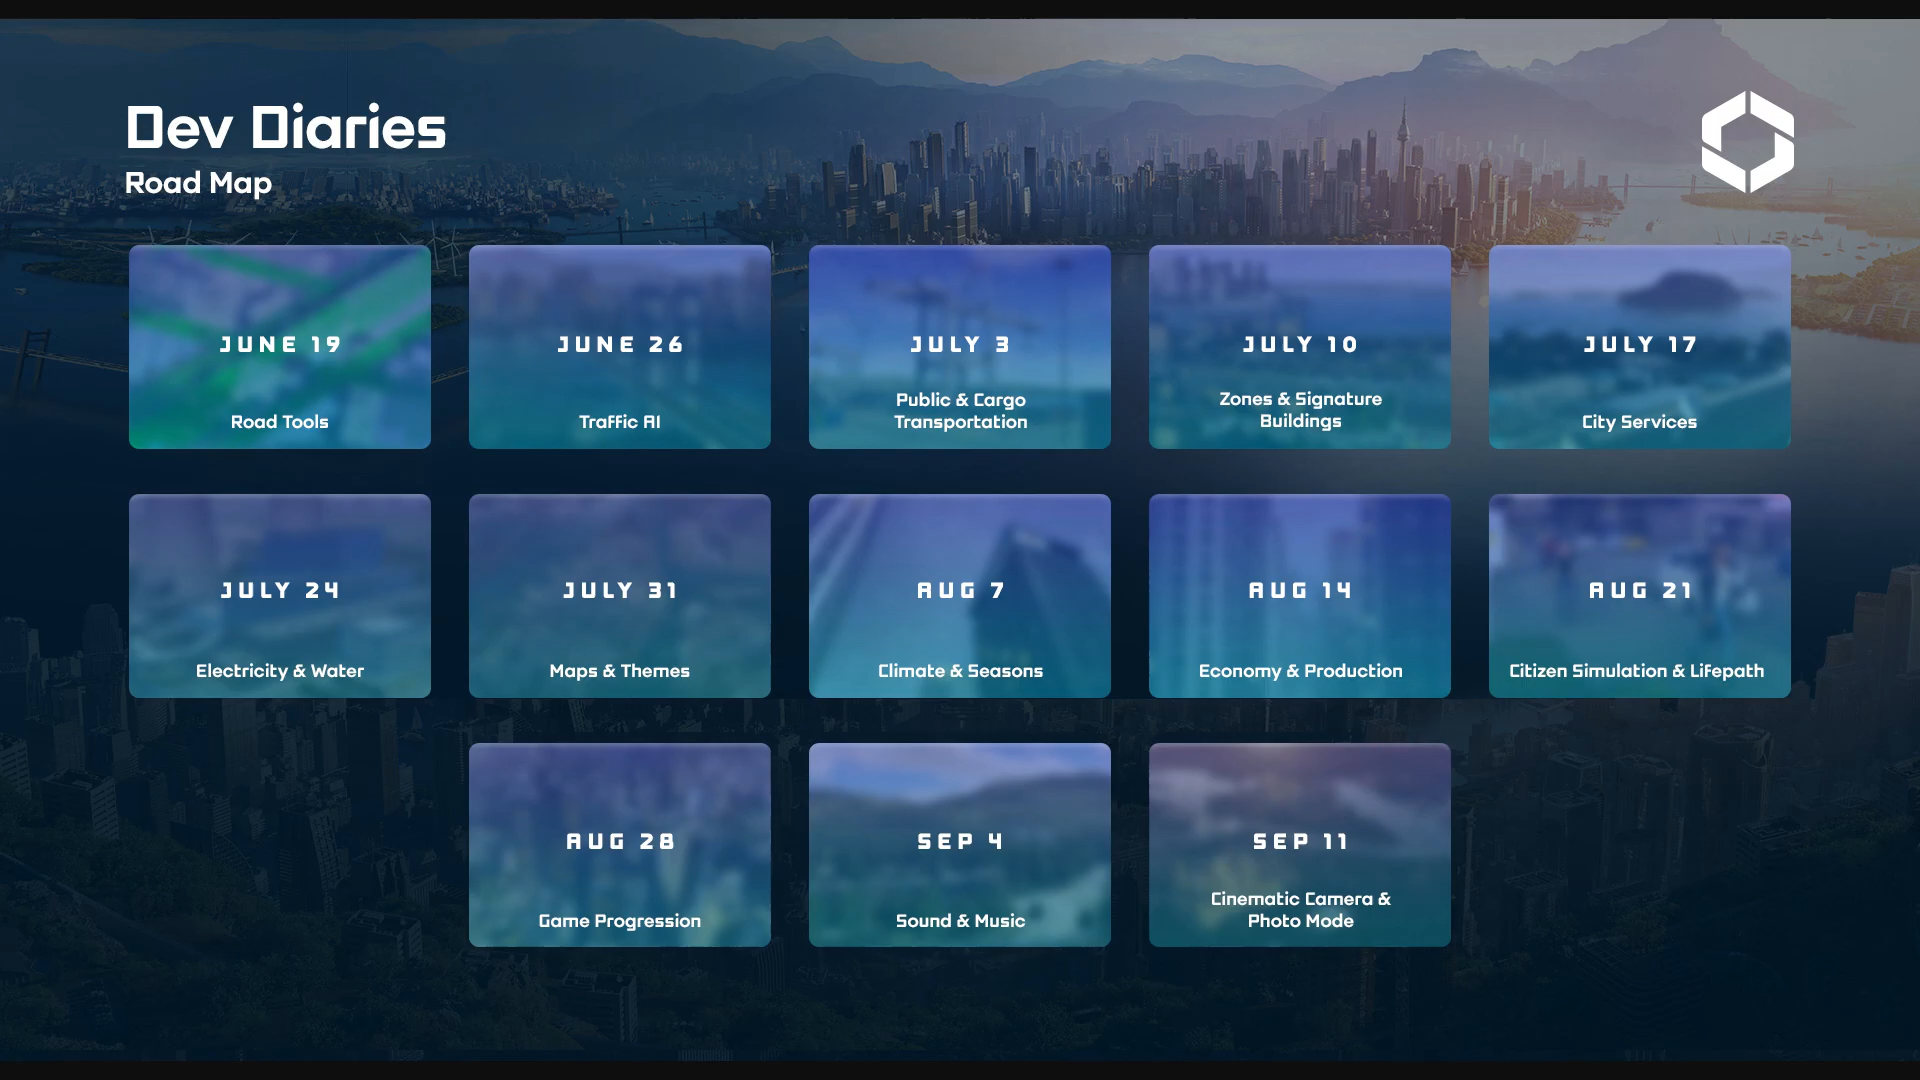 Dev Diaries
Road Map
JUNE 19
Road Tools
JUNE 26
Traffic AI
JULY 3
Public & Cargo
Transportation
JULY 10
Zones & Signature
Buildings
JULY 17
City Services
JULY 24
Electricity & Water
JULY 31
Maps & Themes
AUG 7
Climate & Seasons
AUG 14
Economy & Production
AUG 21
Citizen Simulation & Lifepath
AUG 28
Game Progression
SEP 4
Sound & Music
SEP 11
Cinematic Camera &
Photo Mode